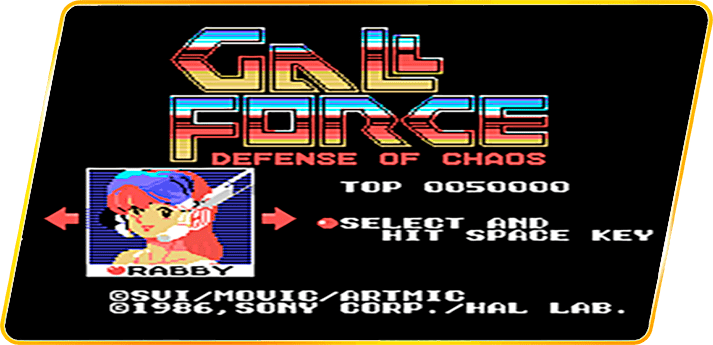 GALL
FORCE
DEFENSE OF CHAOS
TOP 0050000
SELECT AND
HIT SPACE KEY
RABBY
©SVI/MOVIC/ARTMIC
©1986,SONY CORP./HAL LAB.